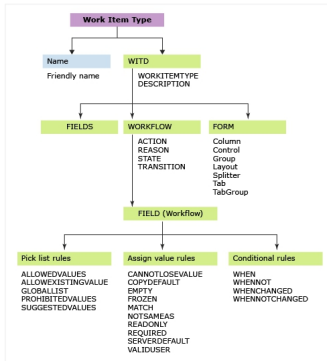 Work Item Type
Name
Friendly name
WITD
WORKITEMTYPE
DESCRIPTION
FIELDS
WORKFLOW
ACTION
REASON
STATE
TRANSITION
FORM
Column
Control
Group
Layout
Splitter
Tab
TabGroup
FIELD (Workflow)
Pick list rules
ALLOWEDVALUES
ALLOWEXISTINGVALUE
GLOBALLIST
PROHIBITEDVALUES
SUGGESTEDVALUES
Assign value rules
CANNOTLOSEVALUE
COPYDEFAULT
EMPTY
FROZEN
MATCH
NOTSAMEAS
READONLY
REQUIRED
SERVERDEFAULT
VALIDUSER
Conditional rules
WHEN
WHENNOT
WHENCHANGED
WHENNOTCHANGED